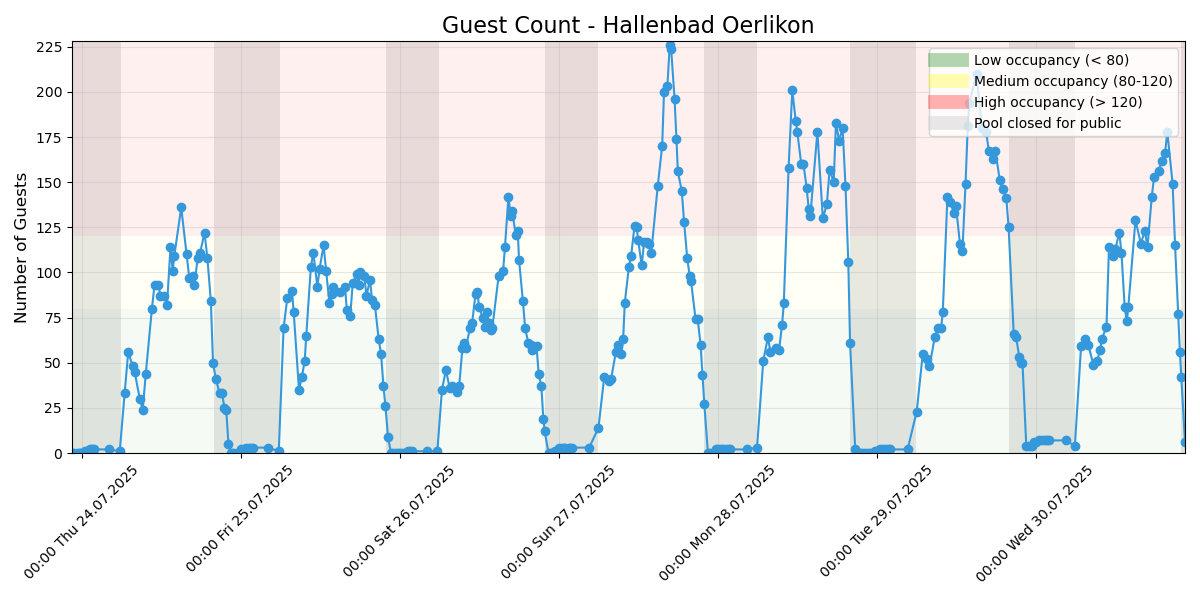 Guest Count - Hallenbad Oerlikon
Number of Guests
225
200
175
150
125
100
75
50
25
0
Low occupancy (< 80)
Medium occupancy (80-120)
High occupancy (> 120)
Pool closed for public
00:00 Thu 24.07.2025
00:00 Fri 25.07.2025
00:00 Sat 26.07.2025
00:00 Sun 27.07.2025
00:00 Mon 28.07.2025
00:00 Tue 29.07.2025
00:00 Wed 30.07.2025